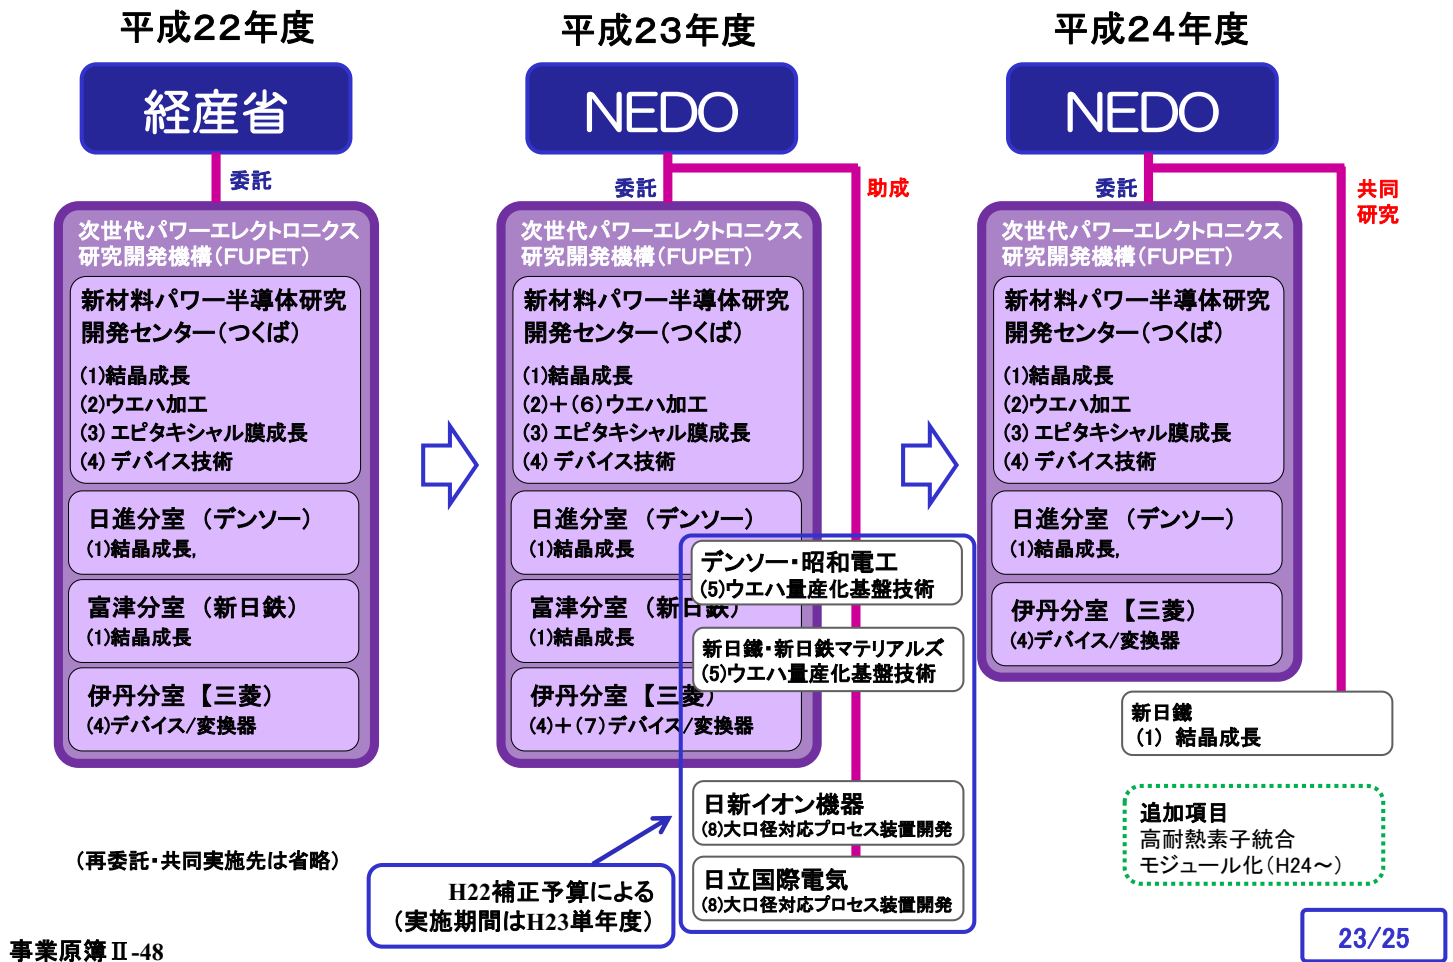 平成22年度
経産省
委託
次世代パワーエレクトロニクス
研究開発機構(FUPET)
新材料パワー半導体研究
開発センター(つくば)
(1)結晶成長
(2)ウエハ加工
(3) エピタキシャル膜成長
(4) デバイス技術
日進分室 (デンソー)
(1)結晶成長,
富津分室 (新日鉄)
(1)結晶成長
伊丹分室 【三菱)
(4)デバイス/変換器
(再委託・共同実施先は省略)
平成23年度
NEDO
委託
助成
次世代パワーエレクトロニクス
研究開発機構(FUPET)
新材料パワー半導体研究
開発センター(つくば)
(1)結晶成長
(2)+(6)ウエハ加工
(3) エピタキシャル膜成長
(4) デバイス技術
日進分室 (デンソー)
(1)結晶成長
富津分室 (新日鉄)
(1)結晶成長
伊丹分室 【三菱)
(4)+(7)デバイス/変換器
デンソー・昭和電工
(5)ウエハ量産化基盤技術
新日鐵・新日鉄マテリアルズ
(5)ウエハ量産化基盤技術
日新イオン機器
(8)大口径対応プロセス装置開発
日立国際電気
(8)大口径対応プロセス装置開発
H22補正予算による
(実施期間はH23単年度)
平成24年度
NEDO
委託
共同
研究
次世代パワーエレクトロニクス
研究開発機構(FUPET)
新材料パワー半導体研究
開発センター(つくば)
(1)結晶成長
(2)ウエハ加工
(3) エピタキシャル膜成長
(4) デバイス技術
日進分室 (デンソー)
(1)結晶成長,
伊丹分室 【三菱)
(4)デバイス/変換器
新日鐵
(1) 結晶成長
追加項目
高耐熱素子統合
モジュール化(H24~)
事業原簿Ⅱ-48
23/25